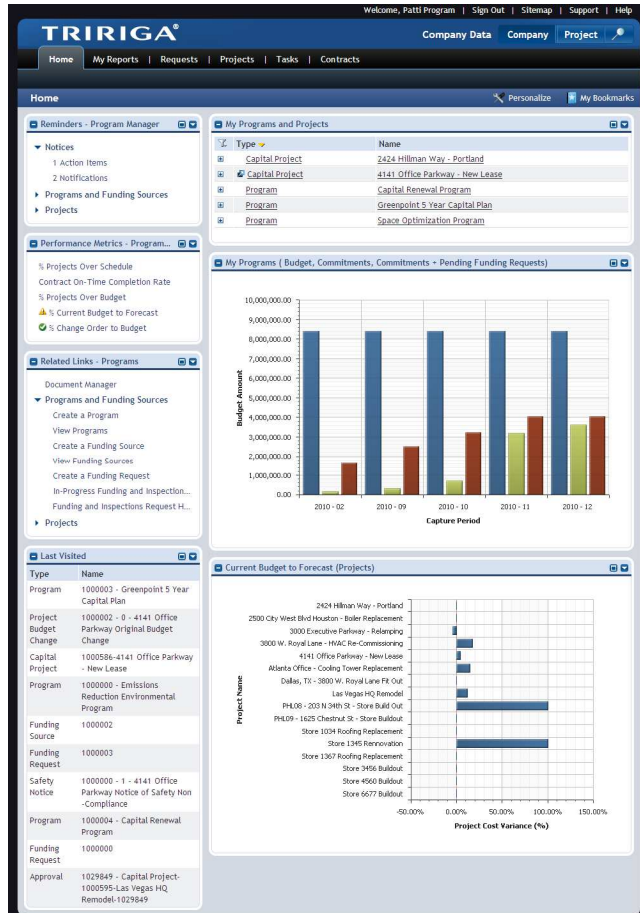 Welcome, Patti Program | Sign Out | Sitemap | Support | Help
TRIRIGA®
Company Data Company Project
Home My Reports | Requests | Projects | Tasks | Contracts
Home
Personalize My Bookmarks
Reminders - Program Manager
Notices
1 Action Items
2 Notifications
Programs and Funding Sources
Projects
Performance Metrics - Program...
% Projects Over Schedule
Contract On-Time Completion Rate
% Projects Over Budget
% Current Budget to Forecast
% Change Order to Budget
Related Links - Programs
Document Manager
Programs and Funding Sources
Create a Program
View Programs
Create a Funding Source
View Funding Sources
Create a Funding Request
In-Progress Funding and Inspection...
Funding and Inspections Request H...
Projects
Last Visited
Type Name
Program 1000003 - Greenpoint 5 Year
Capital Plan
Project 1000002 - 0 - 4141 Office
Budget Parkway Original Budget
Change Change
Capital 1000586-4141 Office Parkway
Project - New Lease
Program 1000000 - Emissions
Reduction Environmental
Program
Funding 1000002
Source
Funding 1000003
Request
Safety 1000000 - 1 - 4141 Office
Notice Parkway Notice of Safety Non
-Compliance
Program 1000004 - Capital Renewal
Program
Funding 1000000
Request
Approval 1029849 - Capital Project-
1000595-Las Vegas HQ
Remodel-1029849
My Programs and Projects
Type Name
Capital Project 2424 Hillman Way - Portland
Capital Project 4141 Office Parkway - New Lease
Program Capital Renewal Program
Program Greenpoint 5 Year Capital Plan
Program Space Optimization Program
My Programs ( Budget, Commitments, Commitments + Pending Funding Requests)
10,000,000.00
9,000,000.00
8,000,000.00
7,000,000.00
6,000,000.00
5,000,000.00
4,000,000.00
3,000,000.00
2,000,000.00
1,000,000.00
0.00
Budget Amount
2010 - 02 2010 - 09 2010 - 10 2010 - 11 2010 - 12
Capture Period
Current Budget to Forecast (Projects)
Project Name
2424 Hillman Way - Portland
2500 City West Blvd Houston - Boiler Replacement
3000 Executive Parkway - Relamping
3800 W. Royal Lane - HVAC Re-Commissioning
4141 Office Parkway - New Lease
Atlanta Office - Cooling Tower Replacement
Dallas, TX - 3800 W. Royal Lane Fit Out
Las Vegas HQ Remodel
PHL08 - 203 N 34th St - Store Build Out
PHL09 - 1625 Chestnut St - Store Buildout
Store 1034 Roofing Replacement
Store 1345 Rennovation
Store 1367 Roofing Replacement
Store 3456 Buildout
Store 4560 Buildout
Store 6677 Buildout
-50.00% 0.00% 50.00% 100.00% 150.00%
Project Cost Variance (%)